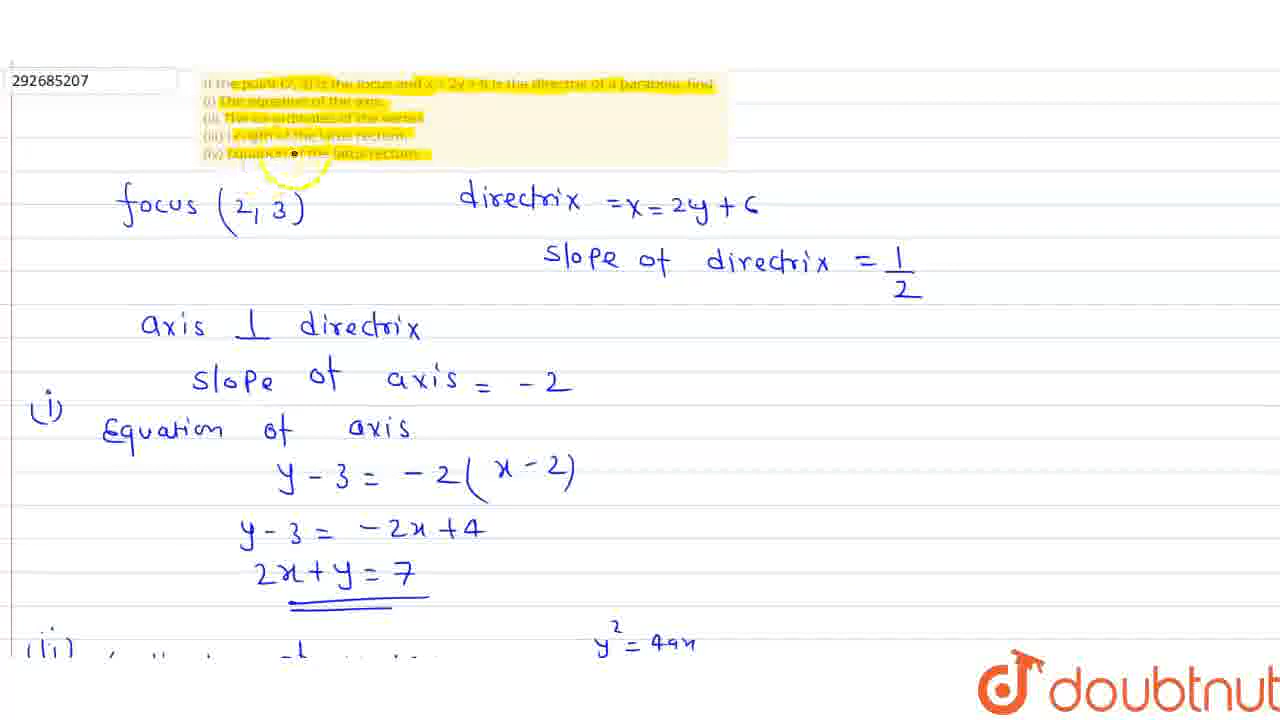 292685207
If the point (2, 3) is the focus and x = 2y + 6 is the directrix of a parabola, find
(i) The equation of the axis.
(ii) The co-ordinates of the vertex.
(iii) Length of the latus rectum.
(iv) Equation of the latus rectum.
focus (2, 3) directrix = x = 2y + 6
slope of directrix = 1/2
axis ⊥ directrix
slope of axis = -2
(i) Equation of axis
y - 3 = -2(x - 2)
y - 3 = -2x + 4
2x + y = 7
(ii)
y² = 4ax
doubtnut